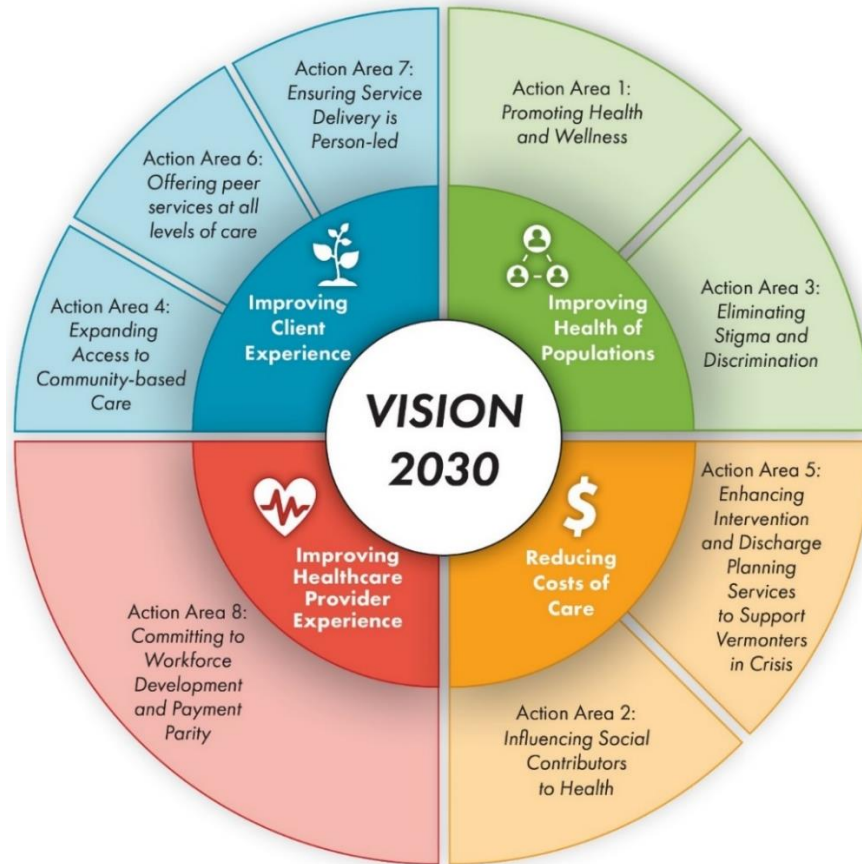 Action Area 7:
Ensuring Service
Delivery is
Person-led
Action Area 1:
Promoting Health
and Wellness
Action Area 6:
Offering peer
services at all
levels of care
Action Area 4:
Expanding
Access to
Community-based
Care
Improving
Client
Experience
Improving
Health of
Populations
Action Area 3:
Eliminating
Stigma and
Discrimination
VISION
2030
Action Area 8:
Committing to
Workforce
Development
and Payment
Parity
Improving
Healthcare
Provider
Experience
$
Reducing
Costs of
Care
Action Area 5:
Enhancing
Intervention
and Discharge
Planning
Services
to Support
Vermonters
in Crisis
Action Area 2:
Influencing Social
Contributors
to Health